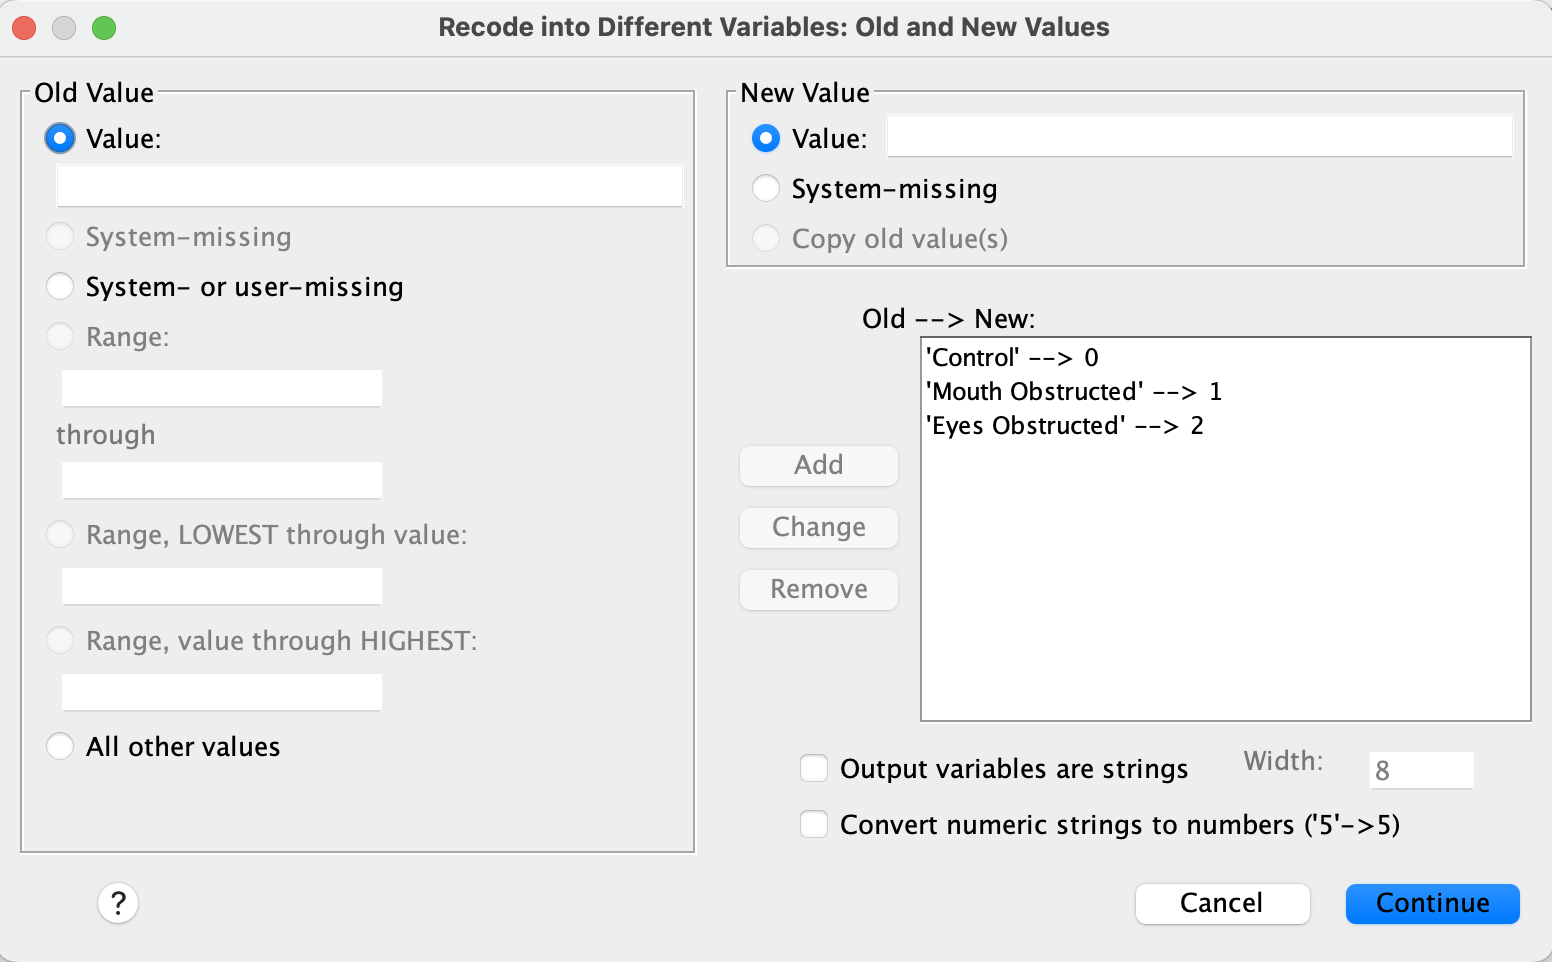 Recode into Different Variables: Old and New Values
Old Value
Value:
System-missing
System- or user-missing
Range:
through
Range, LOWEST through value:
Range, value through HIGHEST:
All other values
New Value
Value:
System-missing
Copy old value(s)
Old --> New:
'Control' --> 0
'Mouth Obstructed' --> 1
'Eyes Obstructed' --> 2
Add
Change
Remove
Output variables are strings Width: 8
Convert numeric strings to numbers ('5'->5)
?
Cancel
Continue